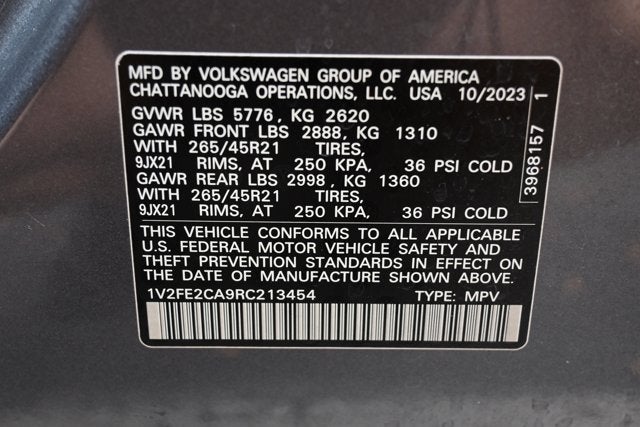 MFD BY VOLKSWAGEN GROUP OF AMERICA
CHATTANOOGA OPERATIONS, LLC. USA 10/2023
GVWR LBS 5776, KG 2620
GAWR FRONT LBS 2888, KG 1310
WITH 265/45R21 TIRES,
9JX21 RIMS, AT 250 KPA, 36 PSI COLD
GAWR REAR LBS 2998, KG 1360
WITH 265/45R21 TIRES,
9JX21 RIMS, AT 250 KPA, 36 PSI COLD
THIS VEHICLE CONFORMS TO ALL APPLICABLE
U.S. FEDERAL MOTOR VEHICLE SAFETY AND
THEFT PREVENTION STANDARDS IN EFFECT
ON THE DATE OF MANUFACTURE SHOWN ABOVE.
1V2FE2CA9RC213454 TYPE: MPV
3968157 1